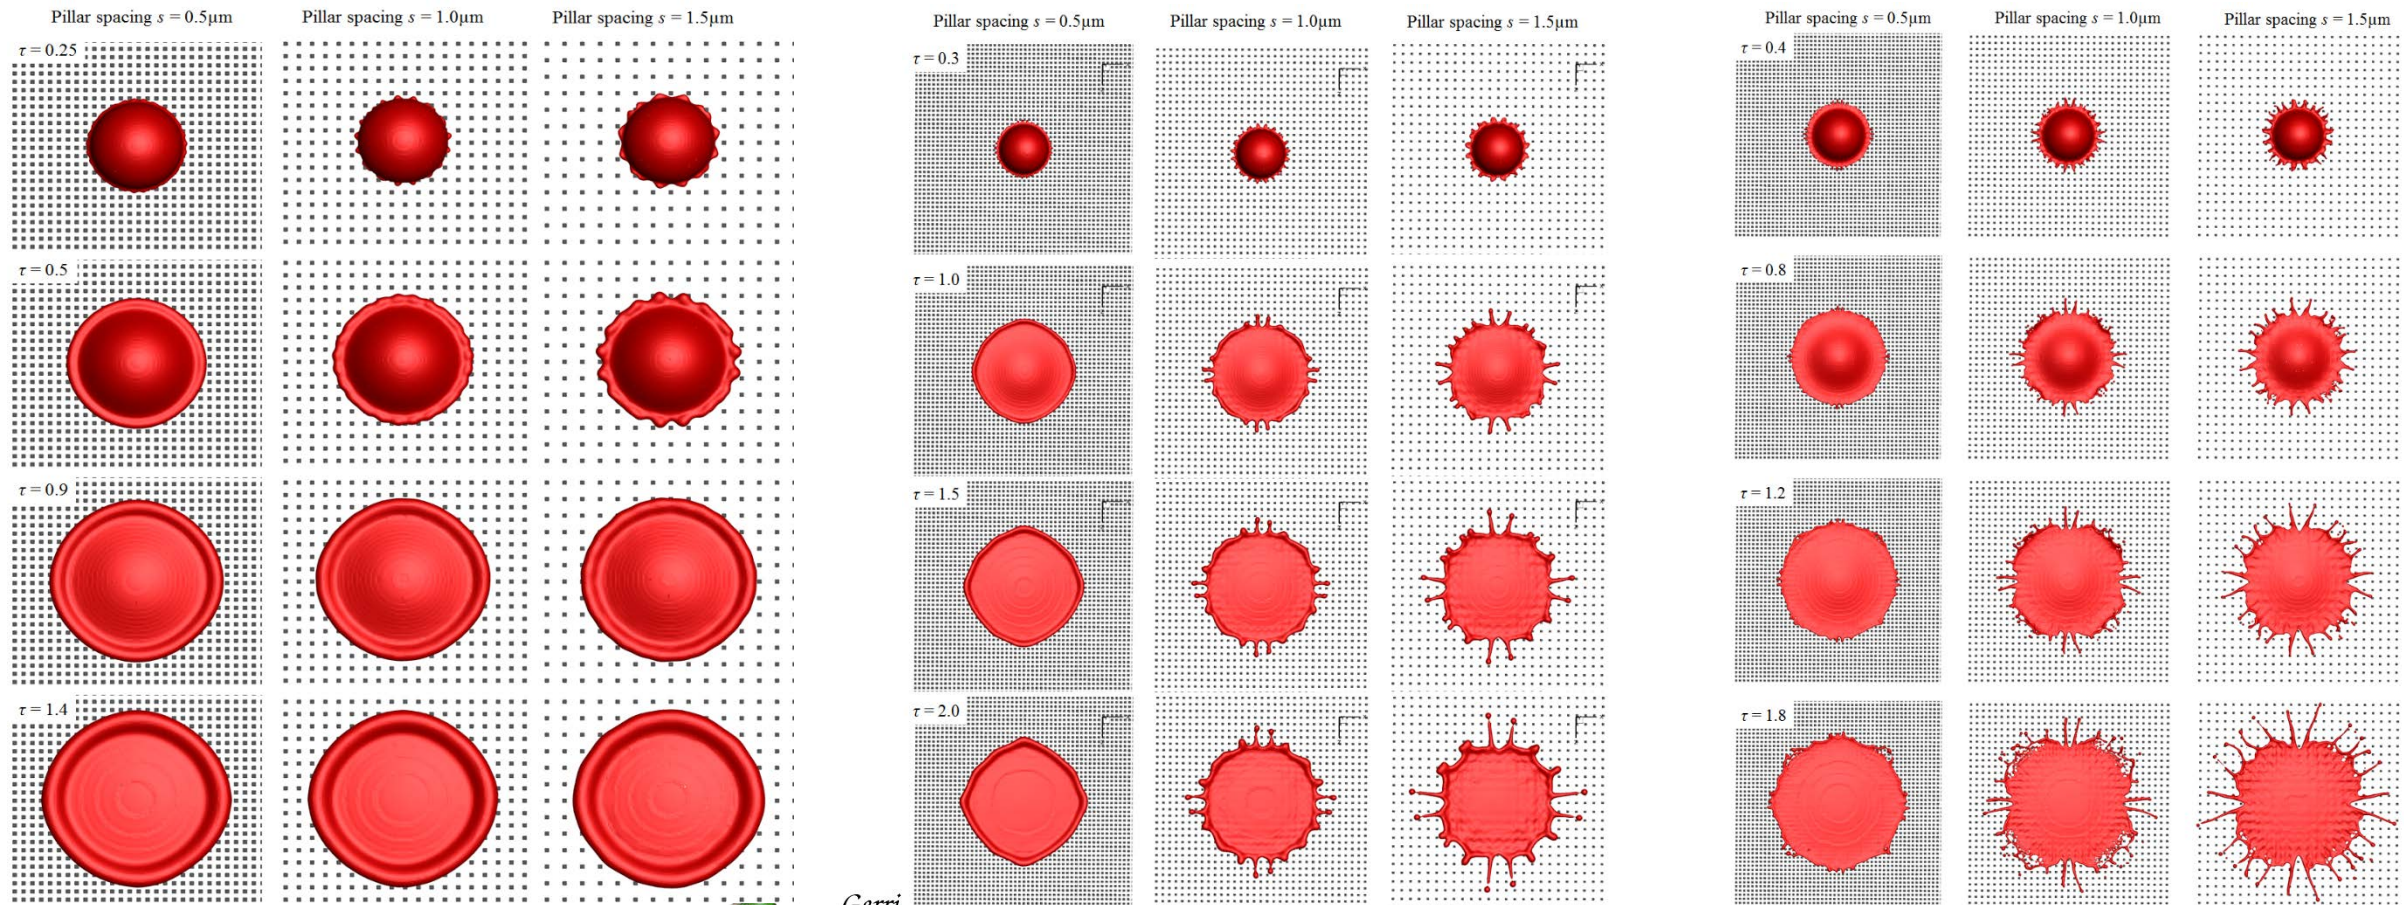 Pillar spacing s = 0.5μm Pillar spacing s = 1.0μm Pillar spacing s = 1.5μm
τ = 0.25
τ = 0.5
τ = 0.9
τ = 1.4
Pillar spacing s = 0.5μm Pillar spacing s = 1.0μm Pillar spacing s = 1.5μm
τ = 0.3
τ = 1.0
τ = 1.5
τ = 2.0
Gerri
Pillar spacing s = 0.5μm Pillar spacing s = 1.0μm Pillar spacing s = 1.5μm
τ = 0.4
τ = 0.8
τ = 1.2
τ = 1.8